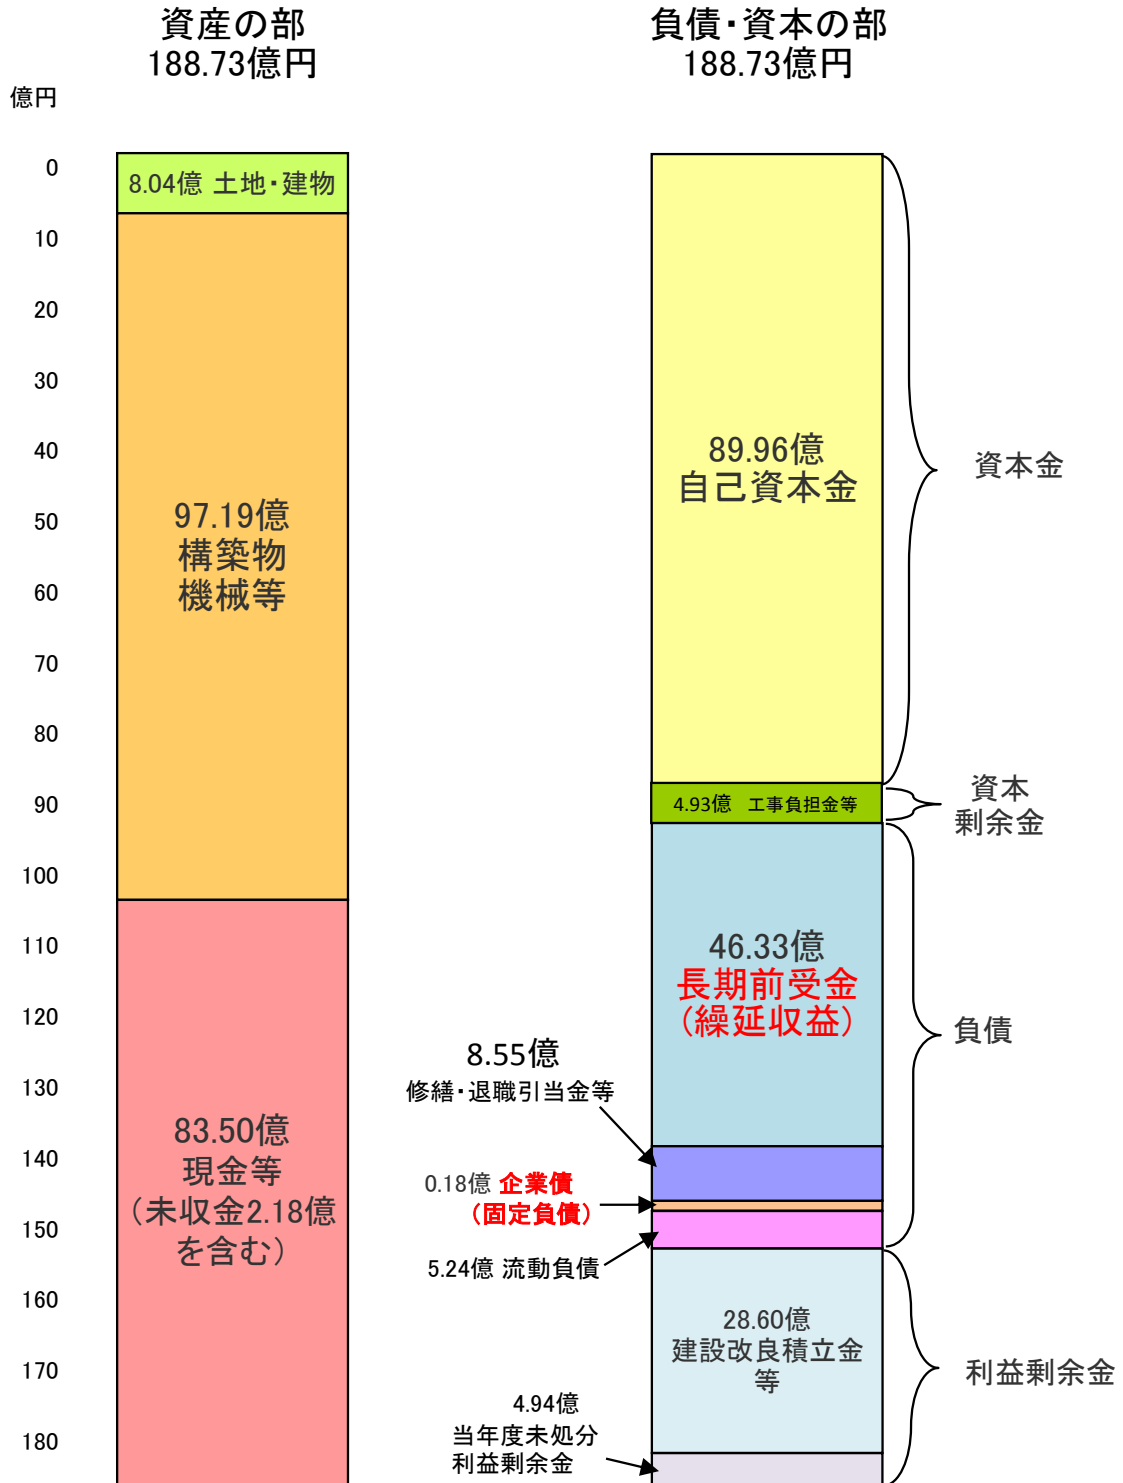 資産の部
188.73億円
負債・資本の部
188.73億円
億円
0
10
20
30
40
50
60
70
80
90
100
110
120
130
140
150
160
170
180
8.04億 土地・建物
97.19億
構築物
機械等
83.50億
現金等
（未収金2.18億
を含む）
89.96億
自己資本金
資本金
4.93億 工事負担金等
資本
剰余金
46.33億
長期前受金
（繰延収益）
負債
8.55億
修繕・退職引当金等
0.18億 企業債
（固定負債）
5.24億 流動負債
28.60億
建設改良積立金
等
利益剰余金
4.94億
当年度未処分
利益剰余金